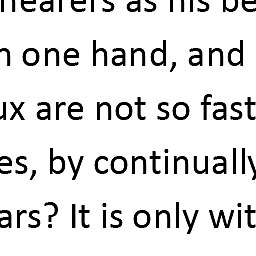 hearers as his be
n one hand, and
ux are not so fast
es, by continually
ars? It is only wit